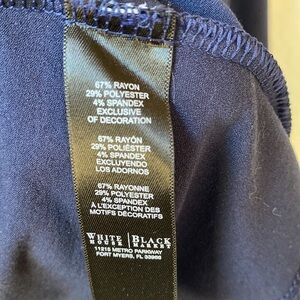 67% RAYON
29% POLYESTER
4% SPANDEX
EXCLUSIVE
OF DECORATION
67% RAYÓN
29% POLIÉSTER
4% SPANDEX
EXCLUYENDO
LOS ADORNOS
67% RAYONNE
29% POLYESTER
4% SPANDEX
À L'EXCEPTION DES
MOTIFS DÉCORATIFS
WHITE | BLACK
HOUSE | MARKET
11215 METRO PARKWAY
FORT MYERS, FL 33966